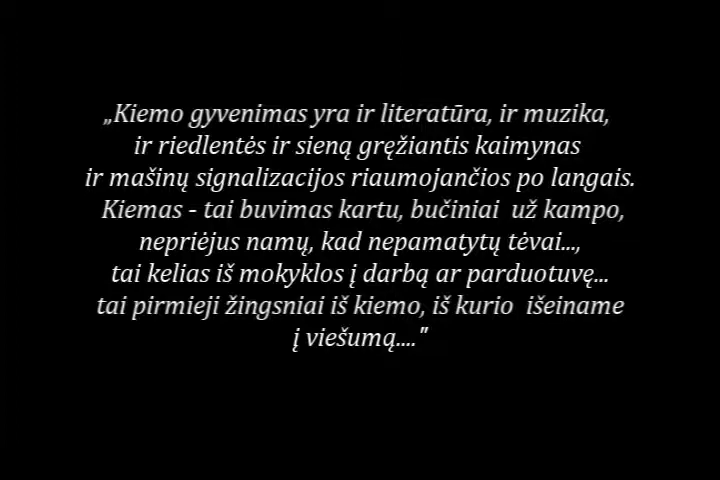 „Kiemo gyvenimas yra ir literatūra, ir muzika,
ir riedlentės ir sieną gręžiantis kaimynas
ir mašinų signalizacijos riaumojančios po langais.
Kiemas - tai buvimas kartu, bučiniai  už kampo,
nepriėjus namų, kad nepamatytų tėvai...,
tai kelias iš mokyklos į darbą ar parduotuvę...
tai pirmieji žingsniai iš kiemo, iš kurio  išeiname
į viešumą...."